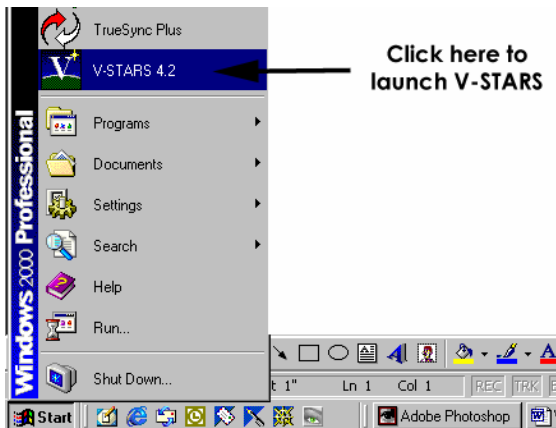 TrueSync Plus
V-STARS 4.2
Click here to
launch V-STARS
Programs
Documents
Settings
Search
Help
Run...
Shut Down...
Windows 2000 Professional
t 1"
Ln 1
Col 1
REC
TRK
Start
Adobe Photoshop